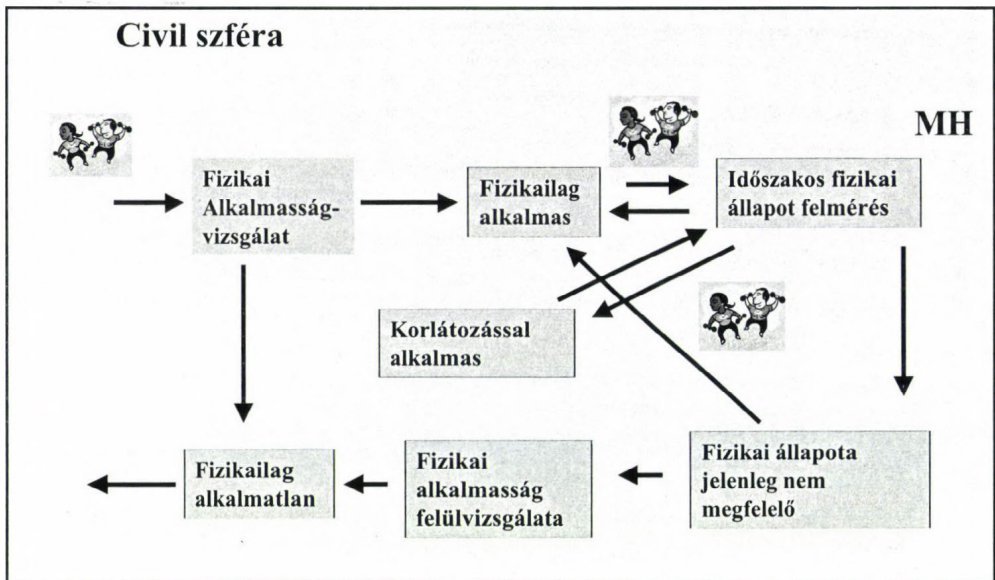 Civil szféra
MH
Fizikai
Alkalmasság-
vizsgálat
Fizikailag
alkalmas
Időszakos fizikai
állapot felmérés
Korlátozással
alkalmas
Fizikailag
alkalmatlan
Fizikai
alkalmasság
felülvizsgálata
Fizikai állapota
jelenleg nem
megfelelő